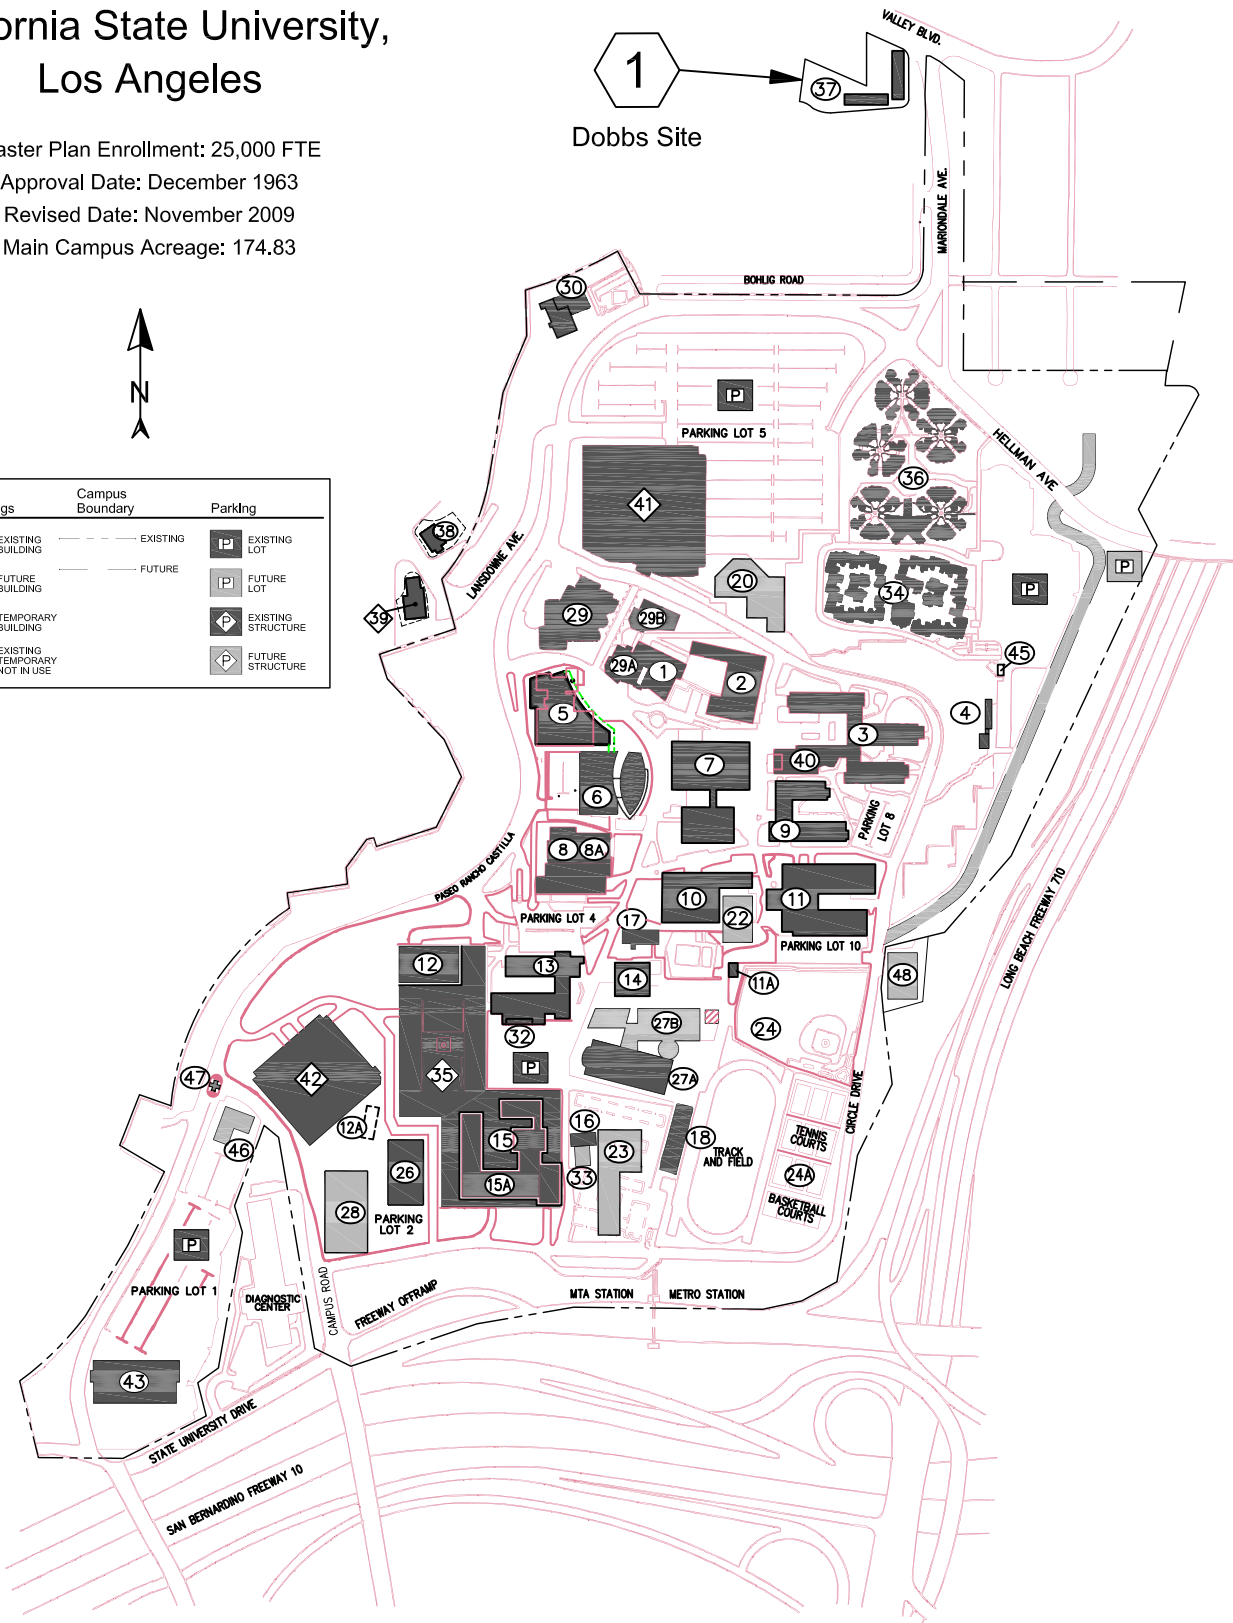 ornia State University,
Los Angeles
aster Plan Enrollment: 25,000 FTE
Approval Date: December 1963
Revised Date: November 2009
Main Campus Acreage: 174.83
1
Dobbs Site
37
VALLEY BLVD.
MARIONDALE AVE.
BOHLIG ROAD
30
N
gs
Campus
Boundary
Parking
EXISTING
BUILDING
EXISTING
P
EXISTING
LOT
FUTURE
BUILDING
FUTURE
P
FUTURE
LOT
TEMPORARY
BUILDING
P
EXISTING
STRUCTURE
EXISTING
TEMPORARY
NOT IN USE
P
FUTURE
STRUCTURE
P
PARKING LOT 5
HELLMAN AVE
36
41
38
LANSDOWNE AVE.
39
20
34
P
P
29
29B
29A
1
2
45
5
4
3
7
40
6
PARKING
LOT 8
9
8
8A
PASEO RANCHO CASTILLA
LONG BEACH FREEWAY 710
10
11
22
PARKING LOT 4
17
PARKING LOT 10
12
13
14
11A
48
27B
24
32
P
35
27A
42
47
12A
CIRCLE DRIVE
16
18
TENNIS
COURTS
46
15
23
TRACK
AND FIELD
26
15A
33
24A
28
PARKING
LOT 2
BASKETBALL
COURTS
P
PARKING LOT 1
DIAGNOSTIC
CENTER
CAMPUS ROAD
FREEWAY OFFRAMP
MTA STATION
METRO STATION
43
STATE UNIVERSITY DRIVE
SAN BERNARDINO FREEWAY 10